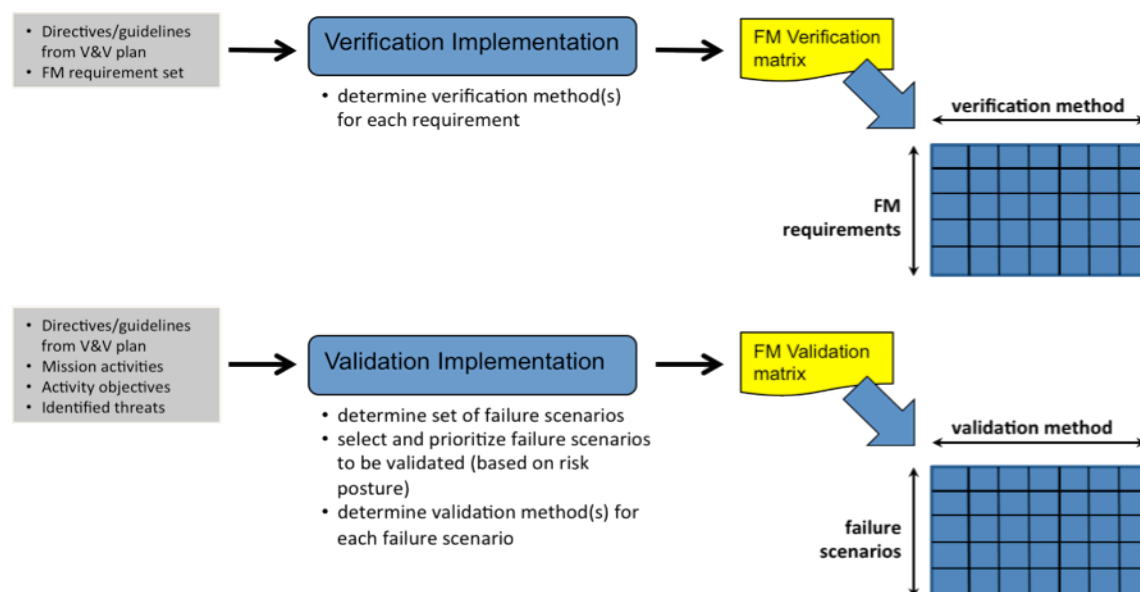 • Directives/guidelines
from V&V plan
• FM requirement set
Verification Implementation
• determine verification method(s)
for each requirement
FM Verification
matrix
verification method
FM
requirements
• Directives/guidelines
from V&V plan
• Mission activities
• Activity objectives
• Identified threats
Validation Implementation
• determine set of failure scenarios
• select and prioritize failure scenarios
to be validated (based on risk
posture)
• determine validation method(s) for
each failure scenario
FM Validation
matrix
validation method
failure
scenarios